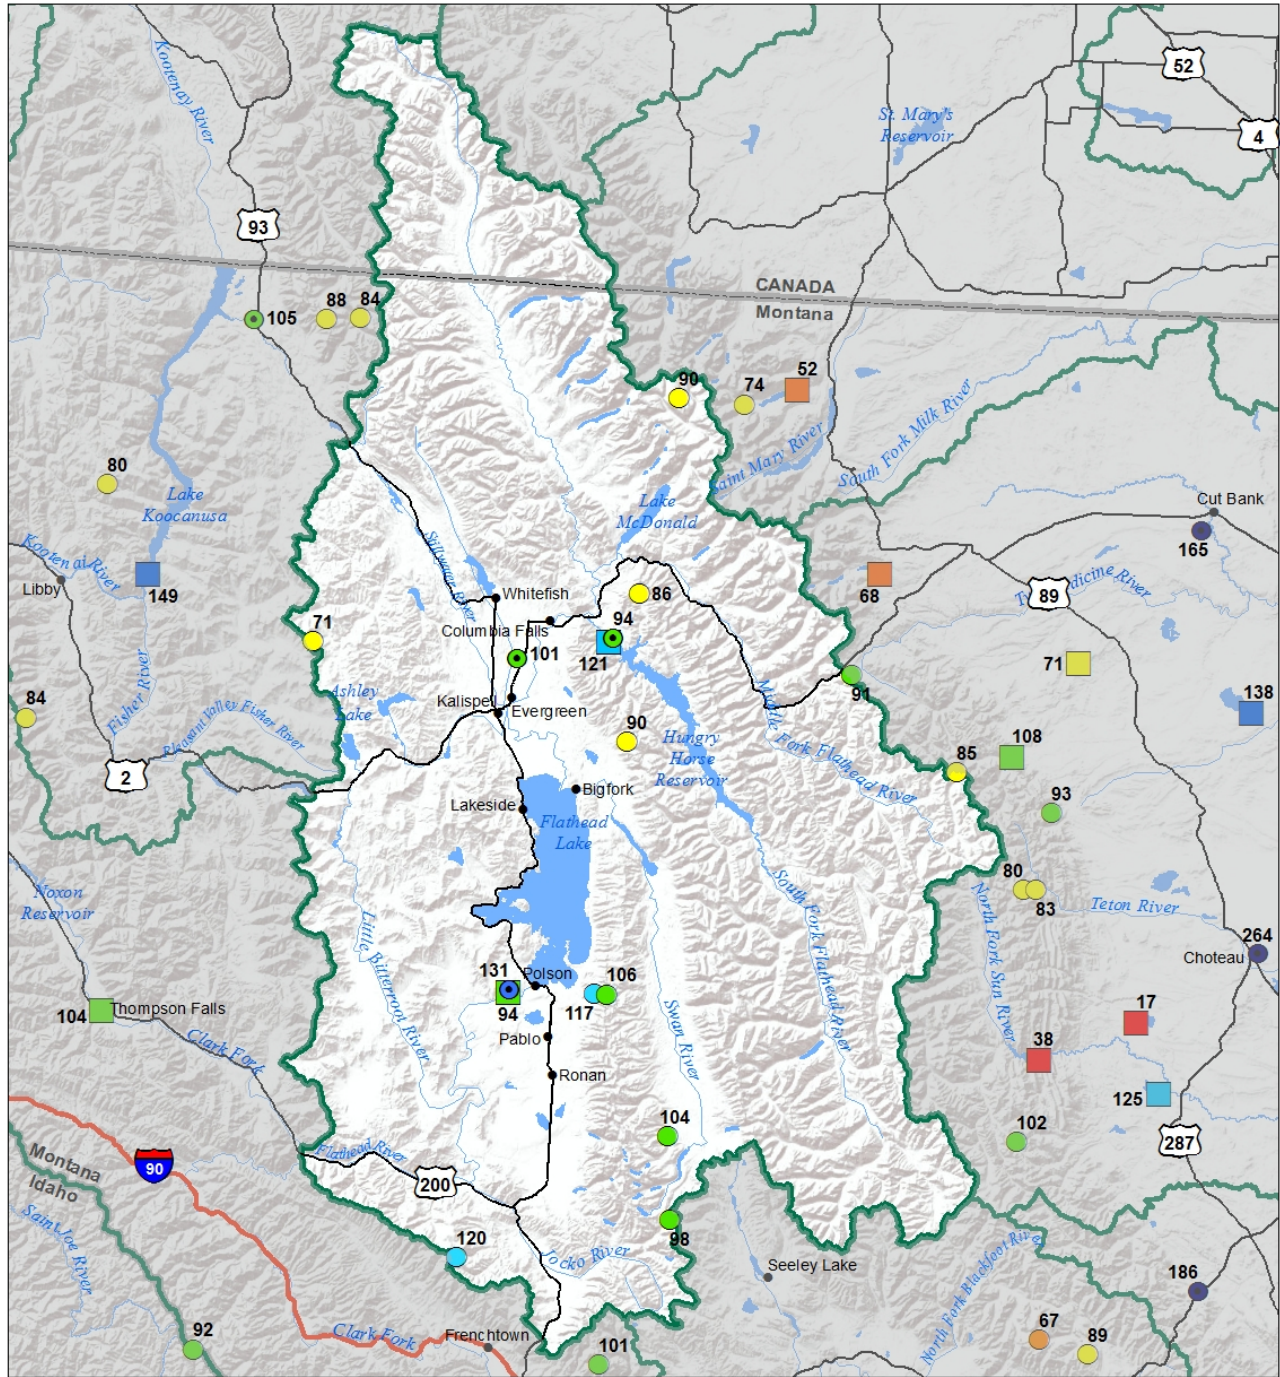 52
4
Kootenay River
St. Mary's
Reservoir
93
CANADA
Montana
105
88
84
90
74
52
Saint Mary River
South Fork Milk River
80
Lake
Koocanusa
Lake
McDonald
Cut Bank
165
Kootenai River
Libby
149
Stillwater River
Whitefish
86
68
89
71
Columbia Falls
94
121
101
91
71
138
Fisher River
Ashley
Lake
Kalispell
Evergreen
84
Pleasant Valley Fisher River
90
Hungry
Horse
Reservoir
Middle Fork Flathead River
108
85
2
Bigfork
Lakeside
Flathead
Lake
93
Noxon
Reservoir
80
83
Teton River
Little Bitterroot River
South Fork Flathead River
North Fork Sun River
264
Choteau
131
Polson
94
117
106
104
Thompson Falls
Swan River
17
Clark Fork
Pablo
38
Ronan
125
104
102
287
Flathead River
Montana
Idaho
90
200
98
Saint Joe River
120
Jocko River
Seeley Lake
North Fork Blackfoot River
186
92
Clark Fork
Frenchtown
101
67
89